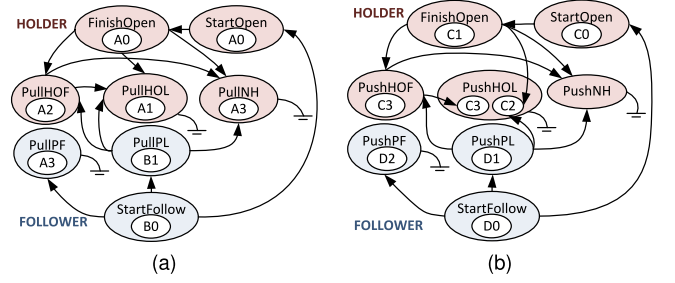 HOLDER
FinishOpen
A0
StartOpen
A0
PullHOF
A2
PullHOL
A1
PullNH
A3
PullPF
A3
PullPL
B1
FOLLOWER
StartFollow
B0
(a)
HOLDER
FinishOpen
C1
StartOpen
C0
PushHOF
C3
PushHOL
C3 C2
PushNH
PushPF
D2
PushPL
D1
FOLLOWER
StartFollow
D0
(b)